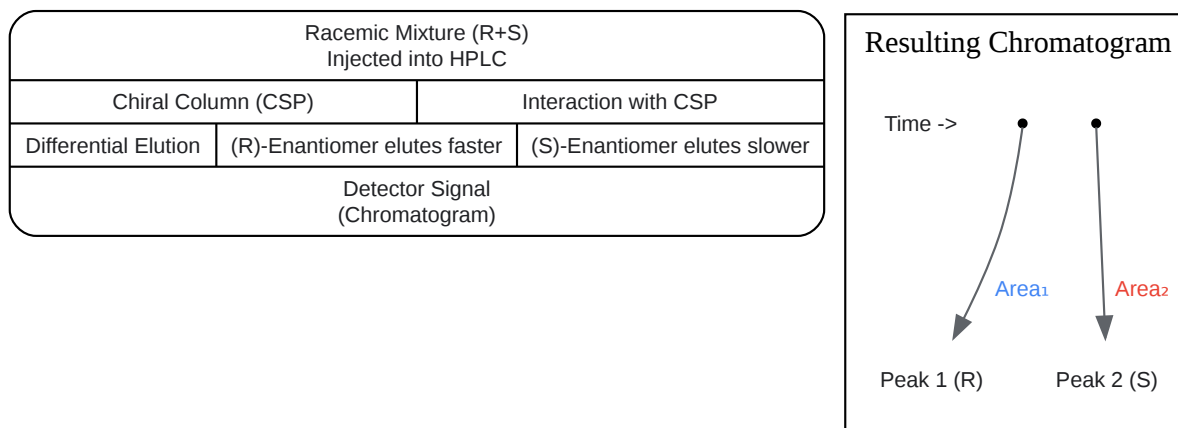 Racemic Mixture (R+S)
Injected into HPLC
Chiral Column (CSP)
Interaction with CSP
Differential Elution
(R)-Enantiomer elutes faster
(S)-Enantiomer elutes slower
Detector Signal
(Chromatogram)
Resulting Chromatogram
Time ->
Area₁
Area₂
Peak 1 (R)
Peak 2 (S)